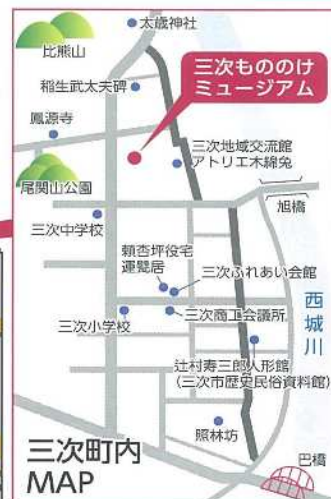 太歳神社
比熊山
稲生武太夫碑
三次もののけ
ミュージアム
鳳源寺
三次地域交流館
アトリエ木綿兎
尾関山公園
旭橋
三次中学校
頼杏坪役宅
運甓居
三次ふれあい会館
西城川
三次小学校
三次商工会議所
辻村寿三郎人形館
(三次市歴史民俗資料館)
照林坊
三次町内
MAP
巴橋